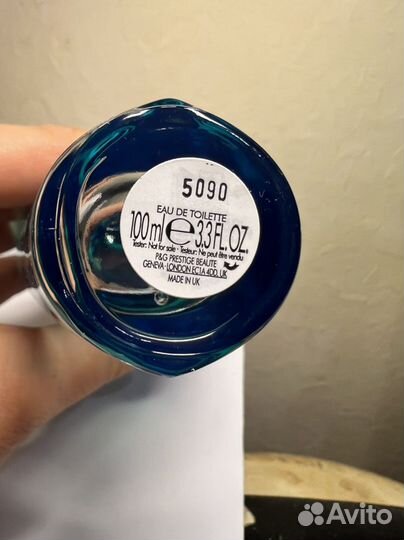 5090
EAU DE TOILETTE
100 ml e 3.3 FL. OZ.
Tester: Not for sale - Testeur: Ne peut être vendu
P&G PRESTIGE BEAUTE
GENEVA - LONDON EC1A 4DD, UK
MADE IN UK
Avito